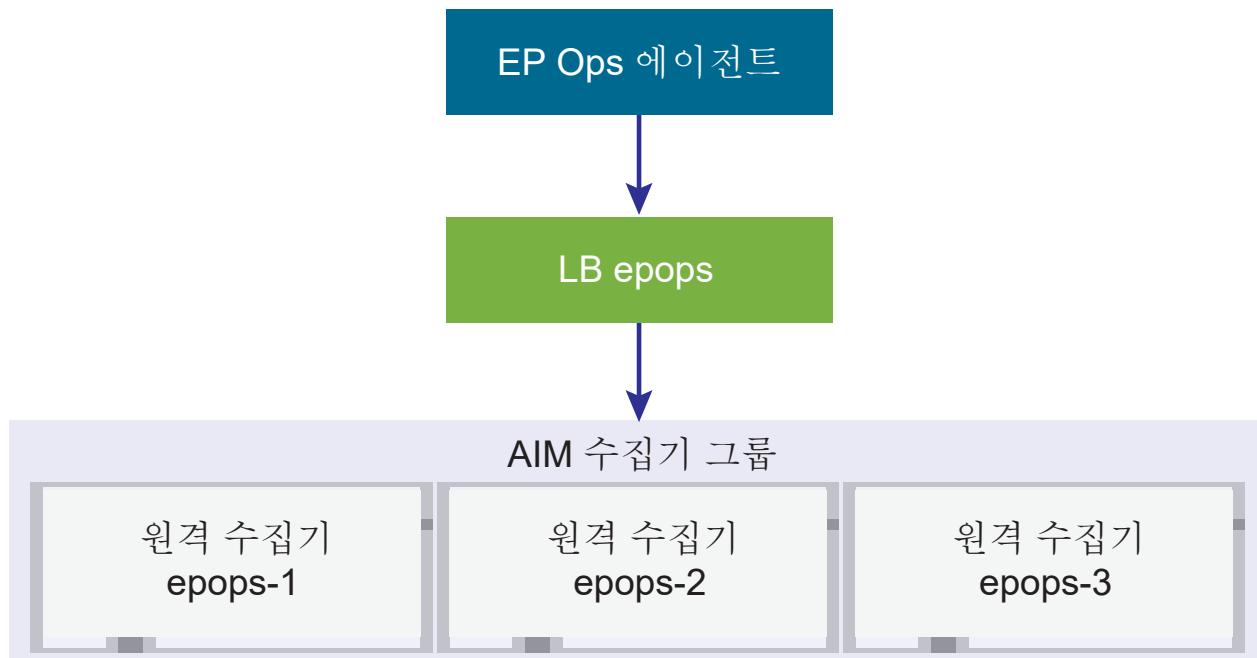 EP Ops 에이전트
LB epops
AIM 수집기 그룹
원격 수집기
epops-1
원격 수집기
epops-2
원격 수집기
epops-3